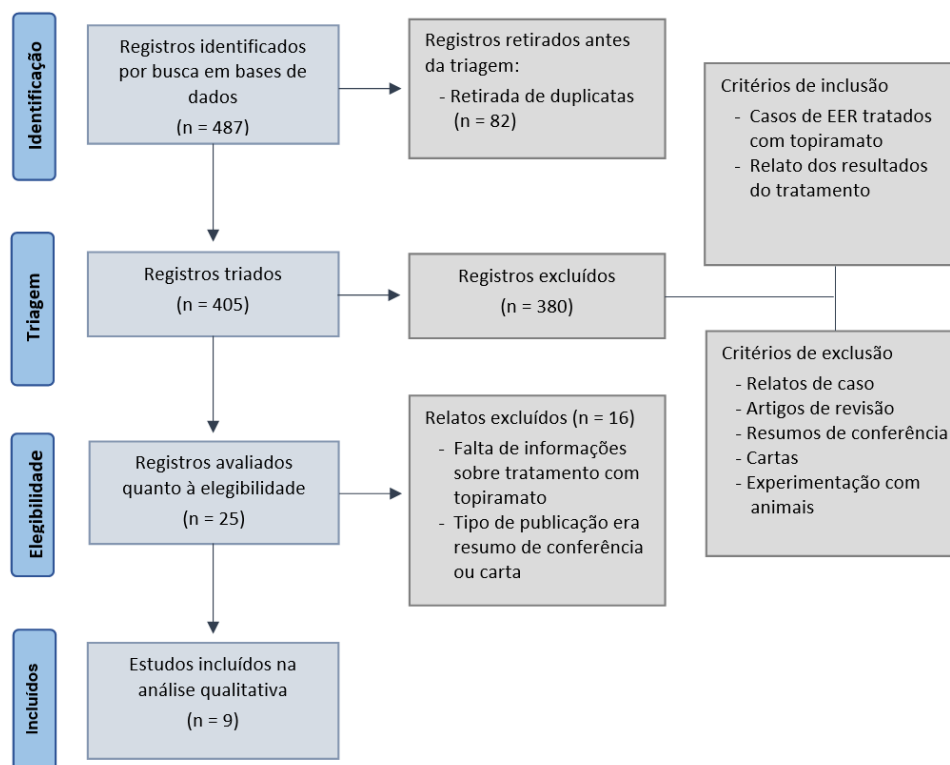 Identificação
Registros identificados
por busca em bases de
dados
(n = 487)
Registros retirados antes
da triagem:
- Retirada de duplicatas
(n = 82)
Critérios de inclusão
- Casos de EER tratados
com topiramato
- Relato dos resultados
do tratamento
Triagem
Registros triados
(n = 405)
Registros excluídos
(n = 380)
Critérios de exclusão
- Relatos de caso
- Artigos de revisão
- Resumos de conferência
- Cartas
- Experimentação com
animais
Elegibilidade
Registros avaliados
quanto à elegibilidade
(n = 25)
Relatos excluídos (n = 16)
- Falta de informações
sobre tratamento com
topiramato
- Tipo de publicação era
resumo de conferência
ou carta
Incluídos
Estudos incluídos na
análise qualitativa
(n = 9)